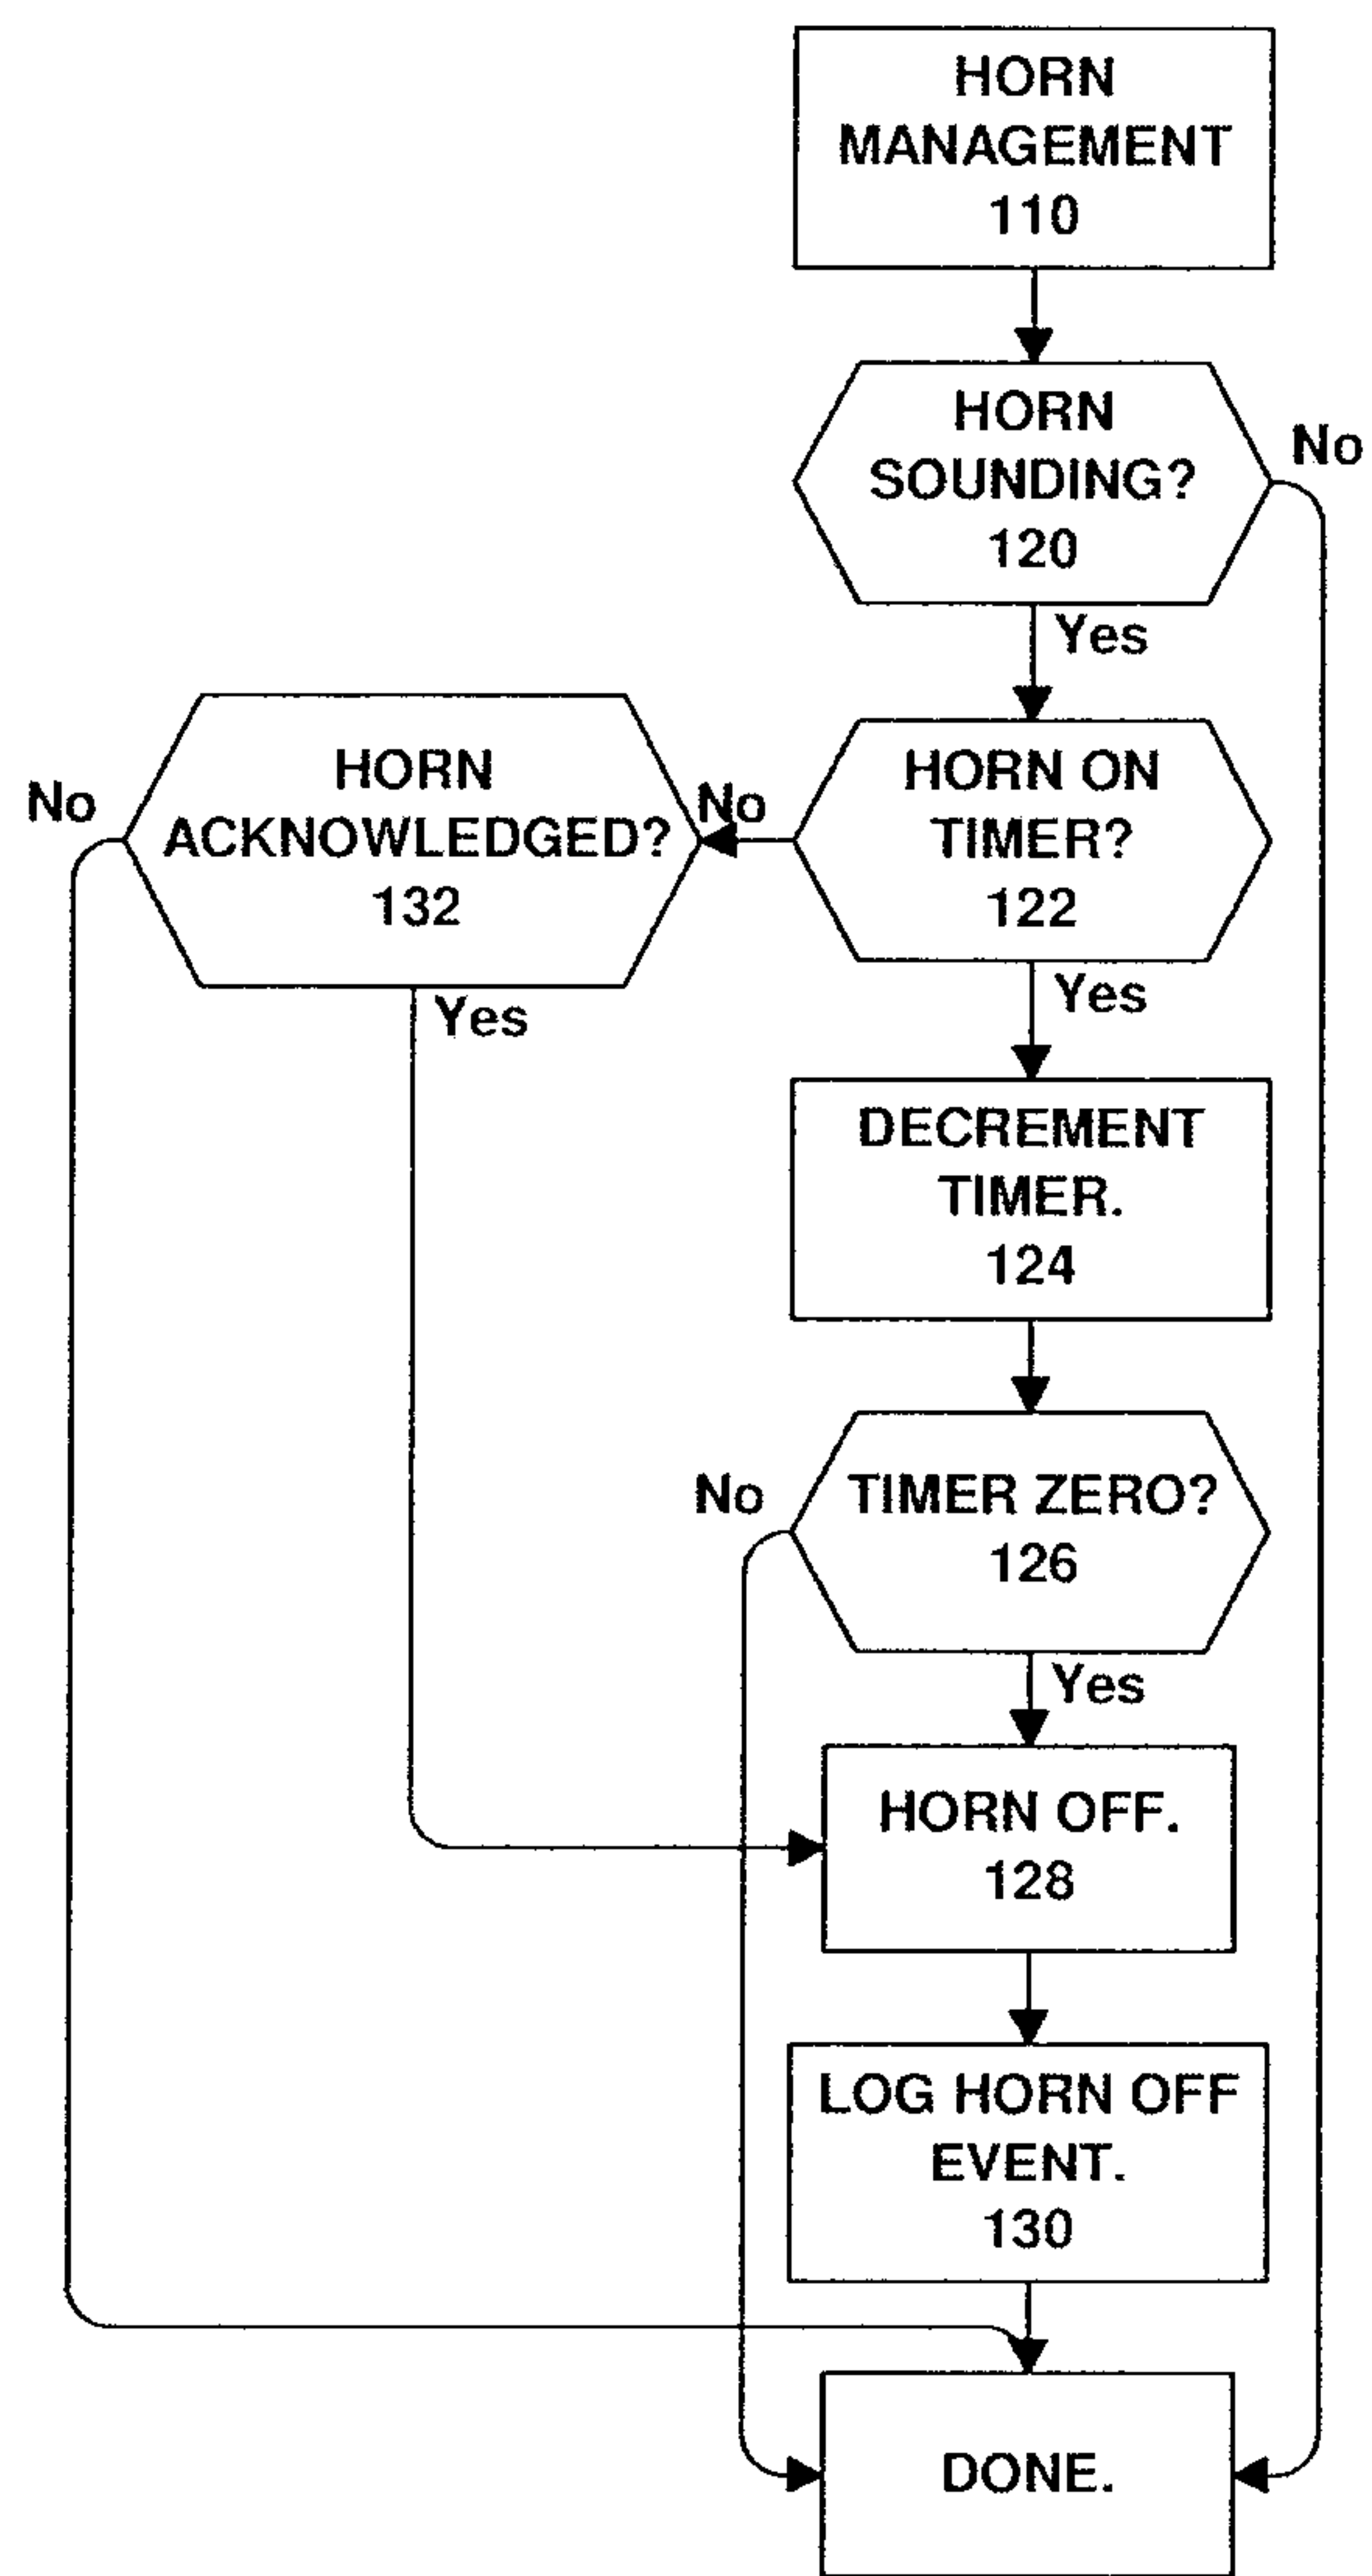 HORN
MANAGEMENT
110
HORN
SOUNDING?
120
No
Yes
HORN
ACKNOWLEDGED?
132
No
Yes
No
HORN ON
TIMER?
122
Yes
DECREMENT
TIMER.
124
No
TIMER ZERO?
126
Yes
HORN OFF.
128
LOG HORN OFF
EVENT.
130
DONE.